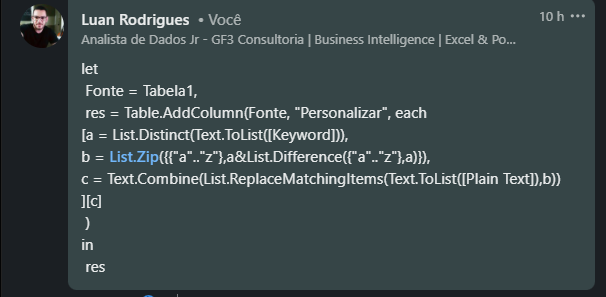 Luan Rodrigues • Você
10 h •••
Analista de Dados Jr - GF3 Consultoria | Business Intelligence | Excel & Po...
let
Fonte = Tabela1,
res = Table.AddColumn(Fonte, "Personalizar", each
[a = List.Distinct(Text.ToList([Keyword])),
b = List.Zip({{"a".."z"},a&List.Difference({"a".."z"},a)}),
c = Text.Combine(List.ReplaceMatchingItems(Text.ToList([Plain Text]),b))
][c]
)
in
res